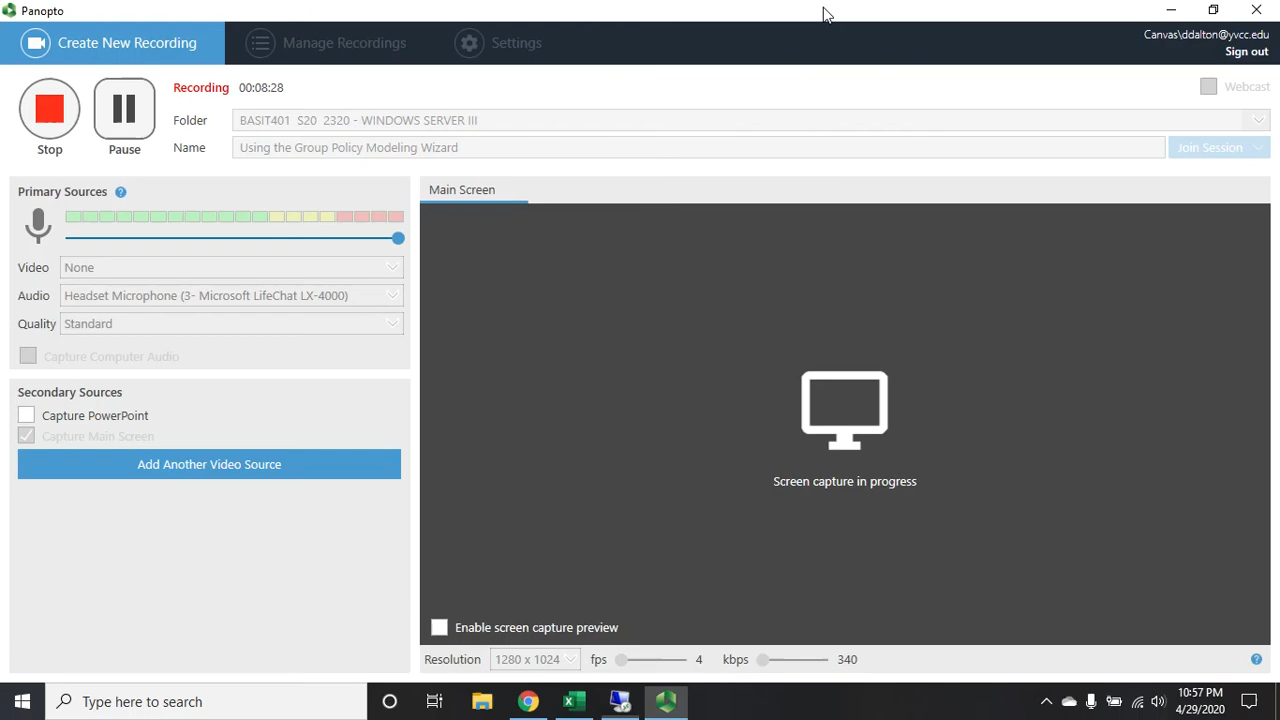 Panopto
Create New Recording
Manage Recordings
Settings
Canvas\ddalton@yvcc.edu
Sign out
Recording 00:08:28
Webcast
Folder BASIT401 S20 2320 - WINDOWS SERVER III
Stop Pause Name Using the Group Policy Modeling Wizard Join Session
Primary Sources ?
Main Screen
Video None
Audio Headset Microphone (3- Microsoft LifeChat LX-4000)
Quality Standard
Capture Computer Audio
Secondary Sources
Capture PowerPoint
Capture Main Screen
Add Another Video Source
Screen capture in progress
Enable screen capture preview
Resolution 1280 x 1024 fps 4 kbps 340 ?
Type here to search
10:57 PM
4/29/2020